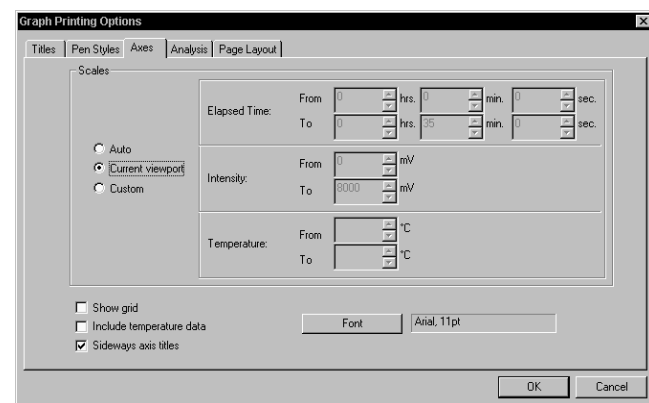 Graph Printing Options
Titles Pen Styles Axes Analysis Page Layout
Scales
Elapsed Time:
From 0 hrs. 0 min. 0 sec.
To 0 hrs. 35 min. 0 sec.
Auto
Current viewport
Custom
Intensity:
From 0 mV
To 8000 mV
Temperature:
From °C
To °C
Show grid
Include temperature data
Sideways axis titles
Font Arial, 11pt
OK Cancel